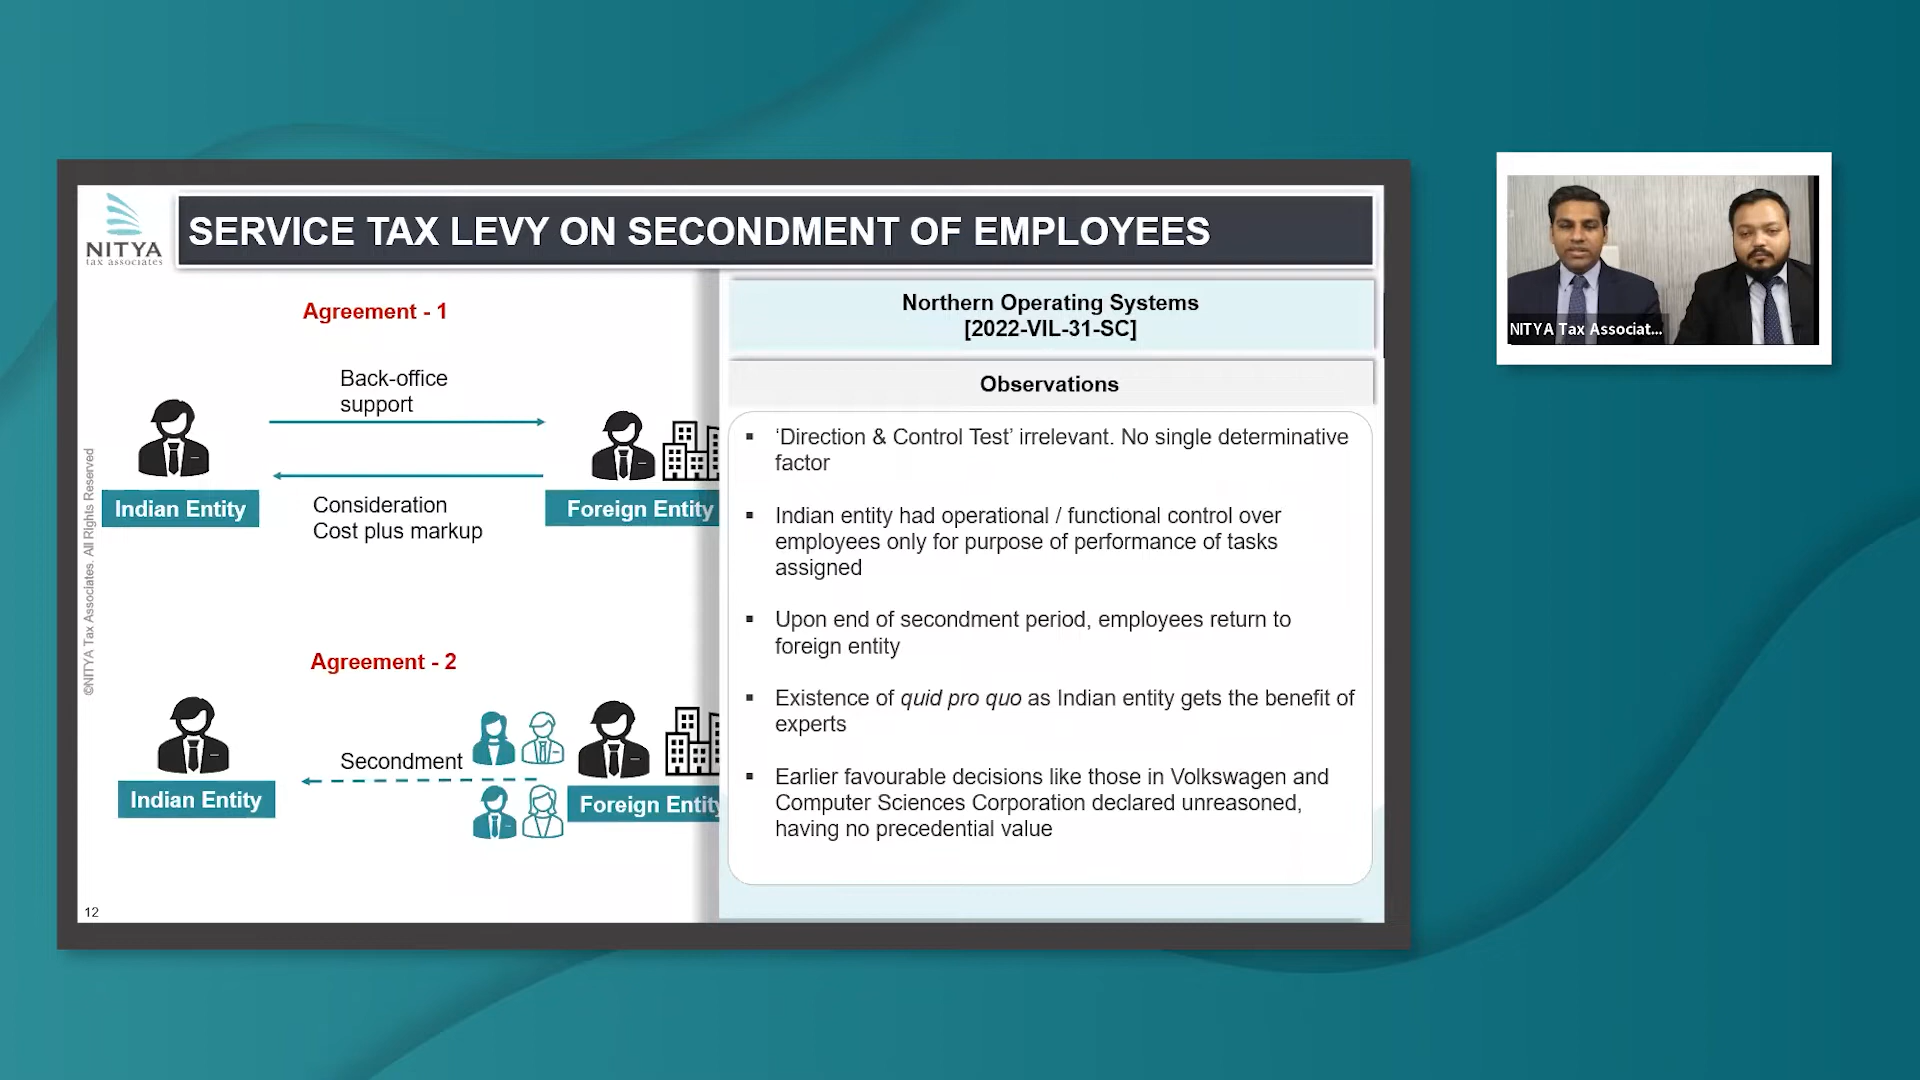 NITYA
tax associates
SERVICE TAX LEVY ON SECONDMENT OF EMPLOYEES
Agreement - 1
Back-office
support
Indian Entity
Consideration
Cost plus markup
Foreign Entity
Agreement - 2
Secondment
Indian Entity
Foreign Entity
©NITYA Tax Associates. All Rights Reserved
12
Northern Operating Systems
[2022-VIL-31-SC]
Observations
▪ ‘Direction & Control Test’ irrelevant. No single determinative
factor
▪ Indian entity had operational / functional control over
employees only for purpose of performance of tasks
assigned
▪ Upon end of secondment period, employees return to
foreign entity
▪ Existence of quid pro quo as Indian entity gets the benefit of
experts
▪ Earlier favourable decisions like those in Volkswagen and
Computer Sciences Corporation declared unreasoned,
having no precedential value
NITYA Tax Associat...